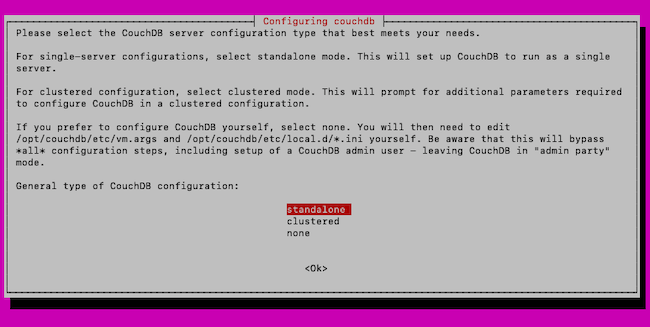 Configuring couchdb
Please select the CouchDB server configuration type that best meets your needs.
For single-server configurations, select standalone mode. This will set up CouchDB to run as a single
server.
For clustered configuration, select clustered mode. This will prompt for additional parameters required
to configure CouchDB in a clustered configuration.
If you prefer to configure CouchDB yourself, select none. You will then need to edit
/opt/couchdb/etc/vm.args and /opt/couchdb/etc/local.d/*.ini yourself. Be aware that this will bypass
*all* configuration steps, including setup of a CouchDB admin user – leaving CouchDB in "admin party"
mode.
General type of CouchDB configuration:
standalone
clustered
none
<Ok>